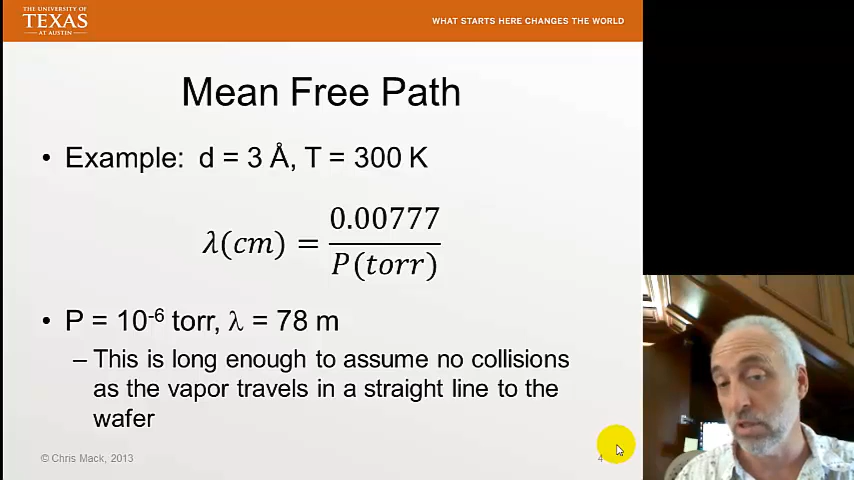 THE UNIVERSITY OF
TEXAS
AT AUSTIN
WHAT STARTS HERE CHANGES THE WORLD
Mean Free Path
• Example: d = 3 Å, T = 300 K
λ(cm) = 0.00777 / P(torr)
• P = 10⁻⁶ torr, λ = 78 m
– This is long enough to assume no collisions
as the vapor travels in a straight line to the
wafer
© Chris Mack, 2013
4